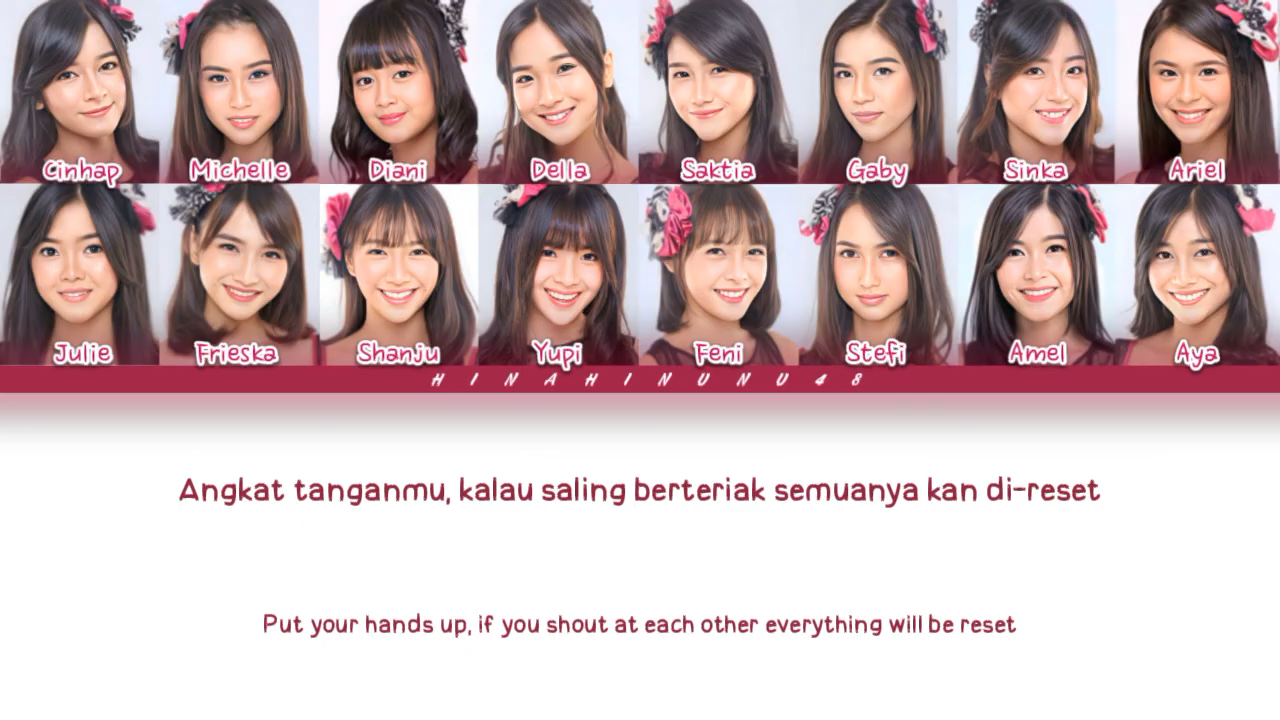 Cinhap Michelle Diani Della Saktia Gaby Sinka Ariel
Julie Frieska Shanju Yupi Feni Stefi Amel Aya
HINAHINUNU48
Angkat tanganmu, kalau saling berteriak semuanya kan di-reset
Put your hands up, if you shout at each other everything will be reset